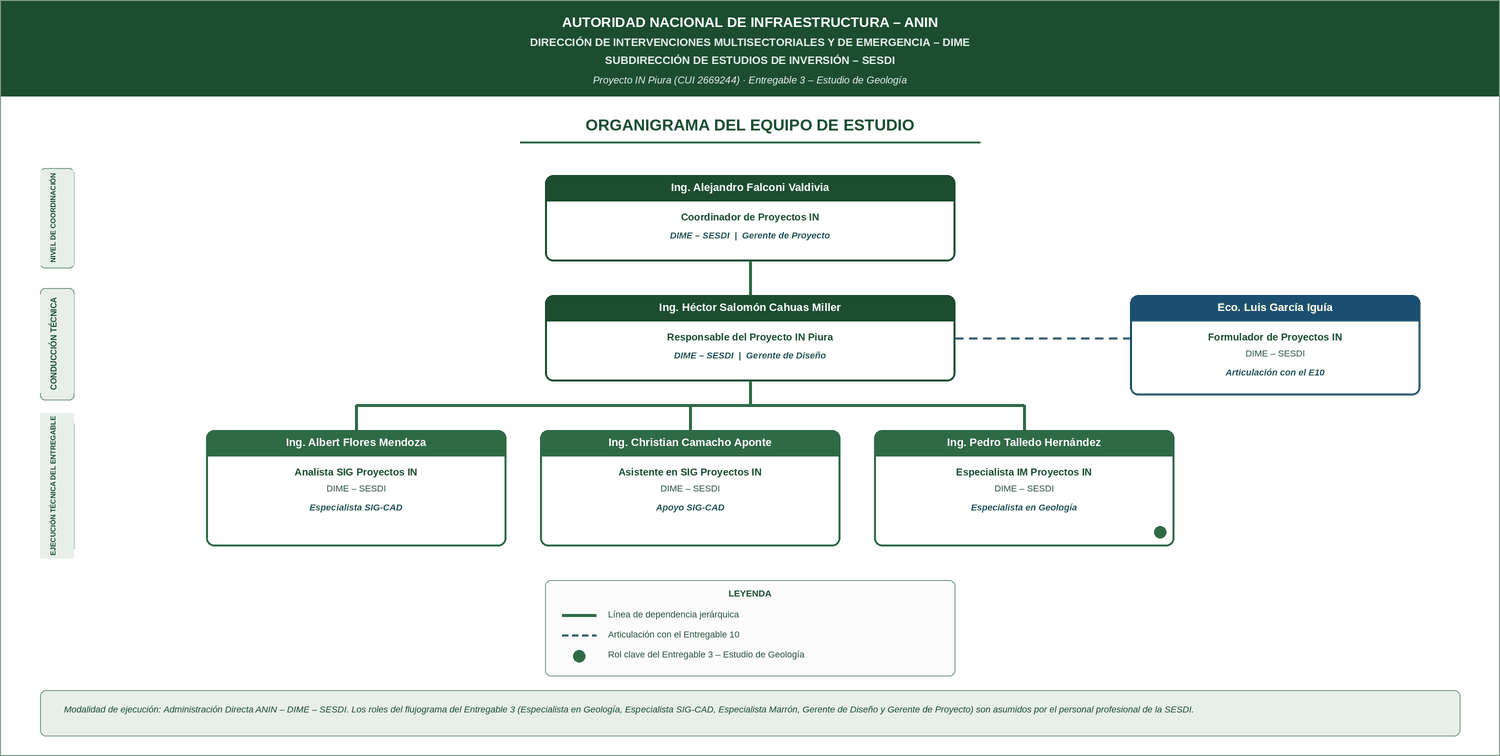 AUTORIDAD NACIONAL DE INFRAESTRUCTURA – ANIN
DIRECCIÓN DE INTERVENCIONES MULTISECTORIALES Y DE EMERGENCIA – DIME
SUBDIRECCIÓN DE ESTUDIOS DE INVERSIÓN – SESDI
Proyecto IN Piura (CUI 2669244) · Entregable 3 – Estudio de Geología
ORGANIGRAMA DEL EQUIPO DE ESTUDIO
NIVEL DE COORDINACIÓN
Ing. Alejandro Falconi Valdivia
Coordinador de Proyectos IN
DIME – SESDI | Gerente de Proyecto
CONDUCCIÓN TÉCNICA
Ing. Héctor Salomón Cahuas Miller
Responsable del Proyecto IN Piura
DIME – SESDI | Gerente de Diseño
Eco. Luis García Iguía
Formulador de Proyectos IN
DIME – SESDI
Articulación con el E10
EJECUCIÓN TÉCNICA DEL ENTREGABLE
Ing. Albert Flores Mendoza
Analista SIG Proyectos IN
DIME – SESDI
Especialista SIG-CAD
Ing. Christian Camacho Aponte
Asistente en SIG Proyectos IN
DIME – SESDI
Apoyo SIG-CAD
Ing. Pedro Talledo Hernández
Especialista IM Proyectos IN
DIME – SESDI
Especialista en Geología
LEYENDA
Línea de dependencia jerárquica
Articulación con el Entregable 10
Rol clave del Entregable 3 – Estudio de Geología
Modalidad de ejecución: Administración Directa ANIN – DIME – SESDI. Los roles del flujograma del Entregable 3 (Especialista en Geología, Especialista SIG-CAD, Especialista Marrón, Gerente de Diseño y Gerente de Proyecto) son asumidos por el personal profesional de la SESDI.